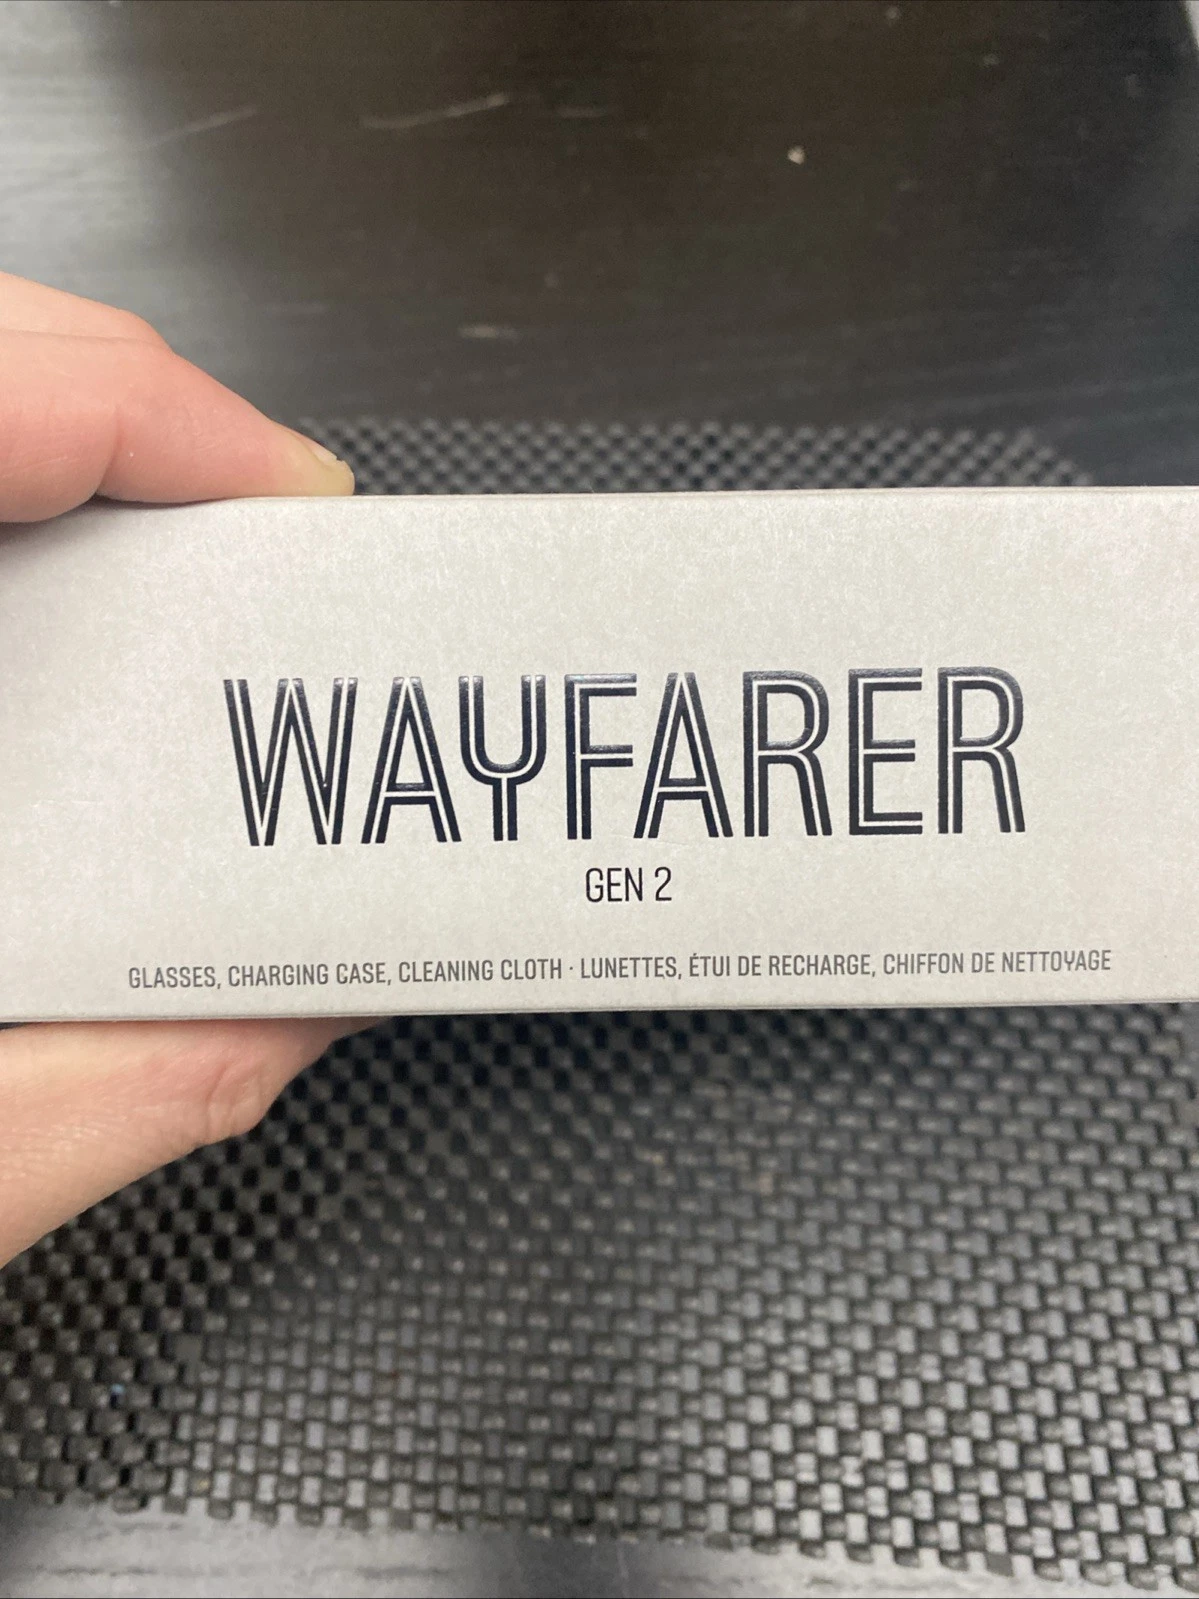 WAYFARER
GEN 2
GLASSES, CHARGING CASE, CLEANING CLOTH · LUNETTES, ÉTUI DE RECHARGE, CHIFFON DE NETTOYAGE